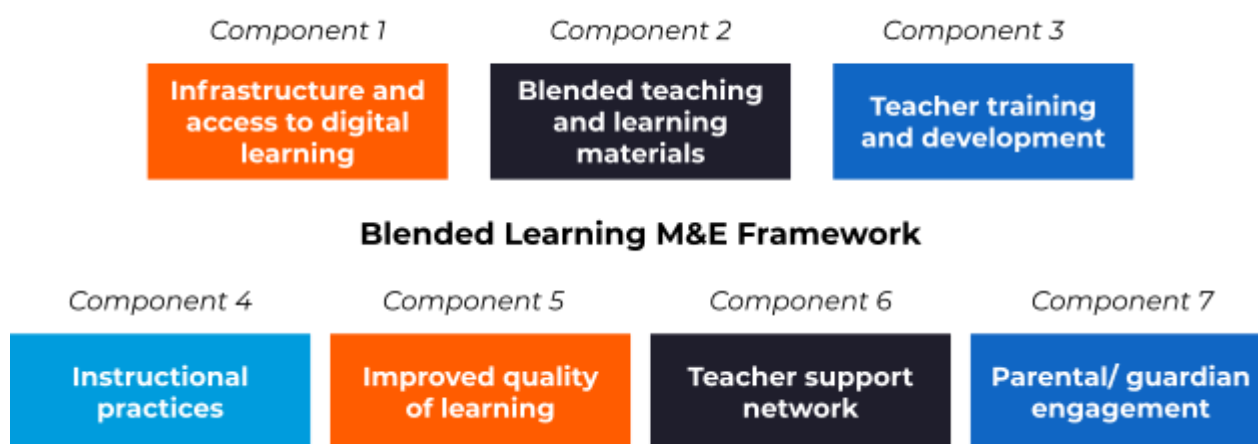 Component 1
Component 2
Component 3
Infrastructure and
access to digital
learning
Blended teaching
and learning
materials
Teacher training
and development
Blended Learning M&E Framework
Component 4
Component 5
Component 6
Component 7
Instructional
practices
Improved quality
of learning
Teacher support
network
Parental/ guardian
engagement